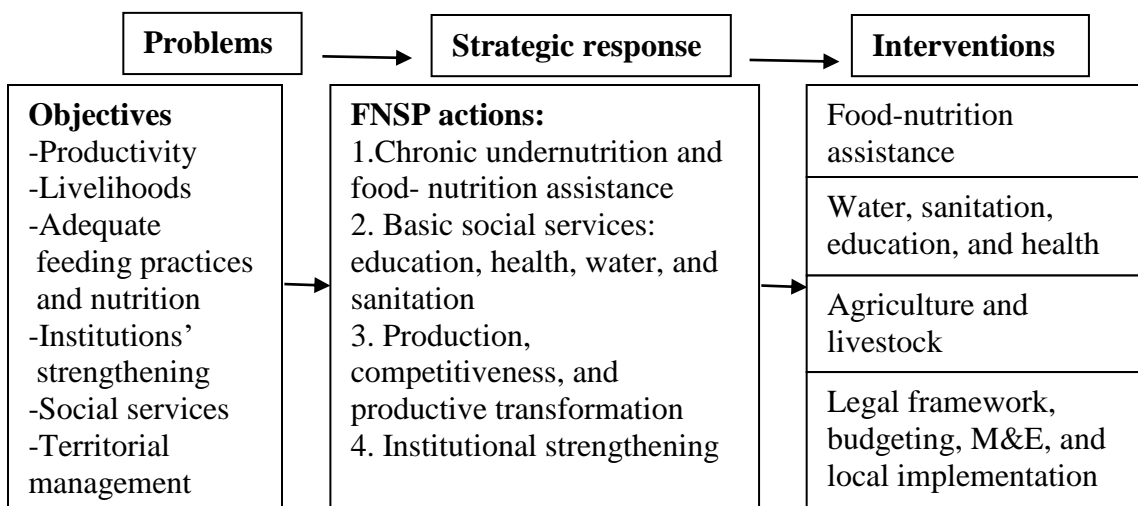 Problems
Strategic response
Interventions
Objectives
-Productivity
-Livelihoods
-Adequate
feeding practices
and nutrition
-Institutions’
strengthening
-Social services
-Territorial
management
FNSP actions:
1.Chronic undernutrition and
food- nutrition assistance
2. Basic social services:
education, health, water, and
sanitation
3. Production,
competitiveness, and
productive transformation
4. Institutional strengthening
Food-nutrition
assistance
Water, sanitation,
education, and health
Agriculture and
livestock
Legal framework,
budgeting, M&E, and
local implementation